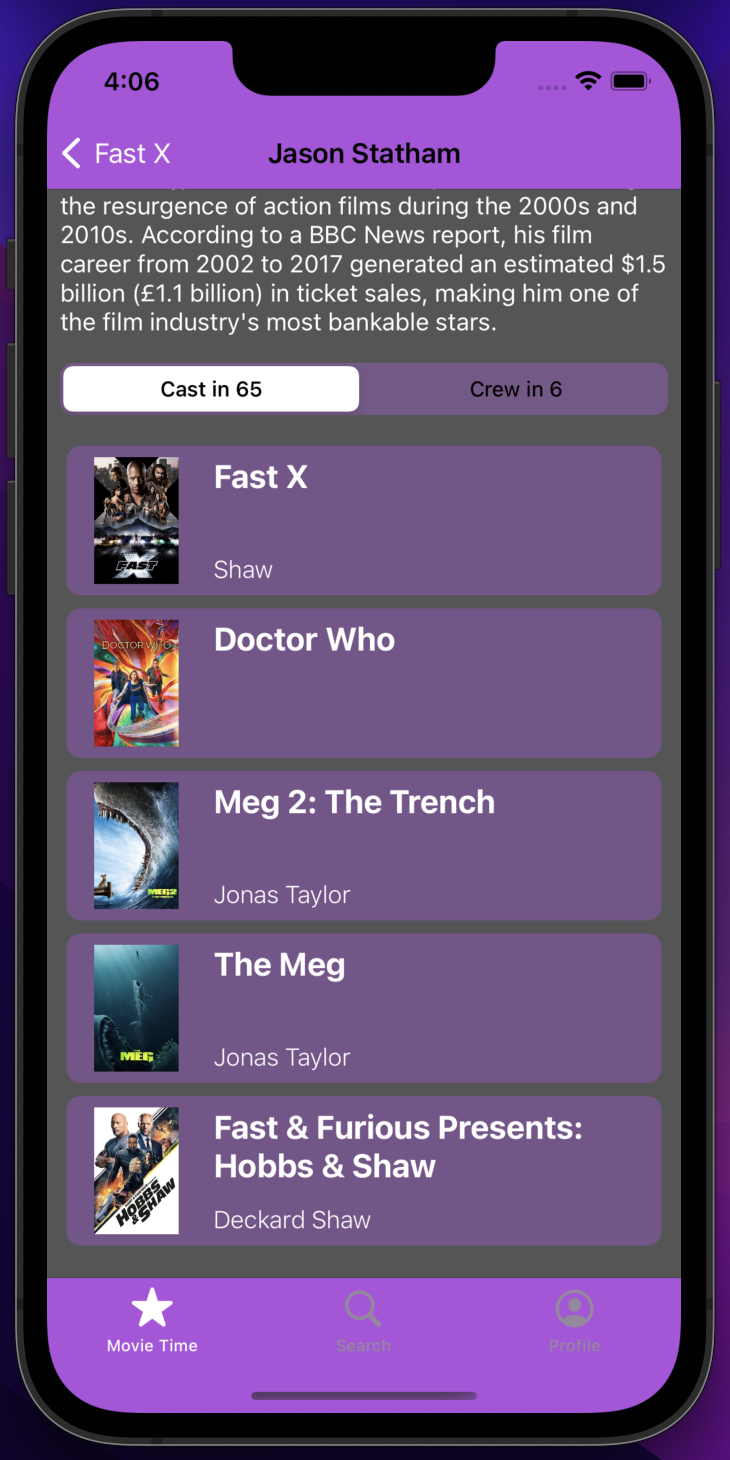 4:06
Fast X
Jason Statham
the resurgence of action films during the 2000s and
2010s. According to a BBC News report, his film
career from 2002 to 2017 generated an estimated $1.5
billion (£1.1 billion) in ticket sales, making him one of
the film industry's most bankable stars.
Cast in 65
Crew in 6
FAST X
Fast X
Shaw
DOCTOR WHO
Doctor Who
MEG2
Meg 2: The Trench
Jonas Taylor
MEG
The Meg
Jonas Taylor
HOBBS
& SHAW
Fast & Furious Presents:
Hobbs & Shaw
Deckard Shaw
Movie Time
Search
Profile